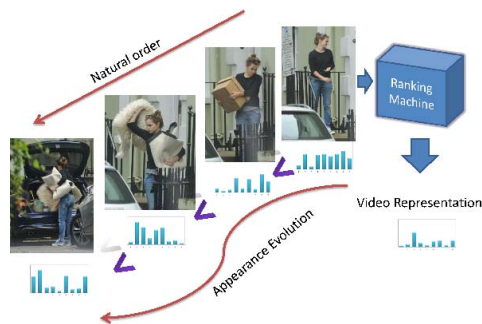 Natural order
Ranking
Machine
Video Representation
Appearance Evolution